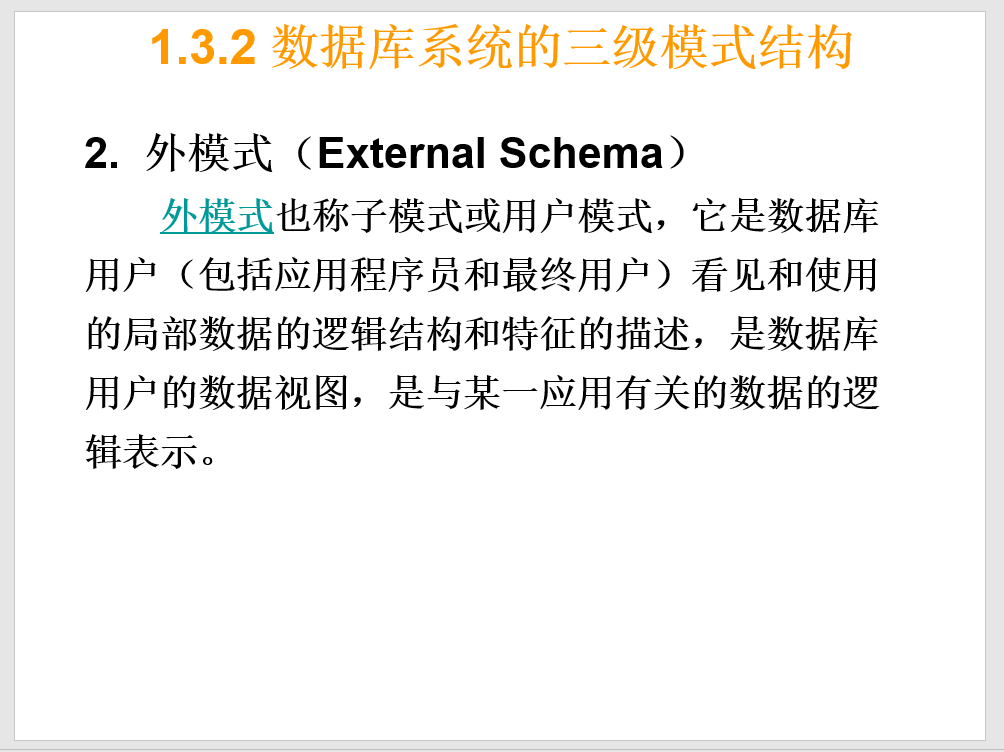 1.3.2 数据库系统的三级模式结构
2. 外模式（External Schema）
外模式也称子模式或用户模式，它是数据库
用户（包括应用程序员和最终用户）看见和使用
的局部数据的逻辑结构和特征的描述，是数据库
用户的数据视图，是与某一应用有关的数据的逻
辑表示。